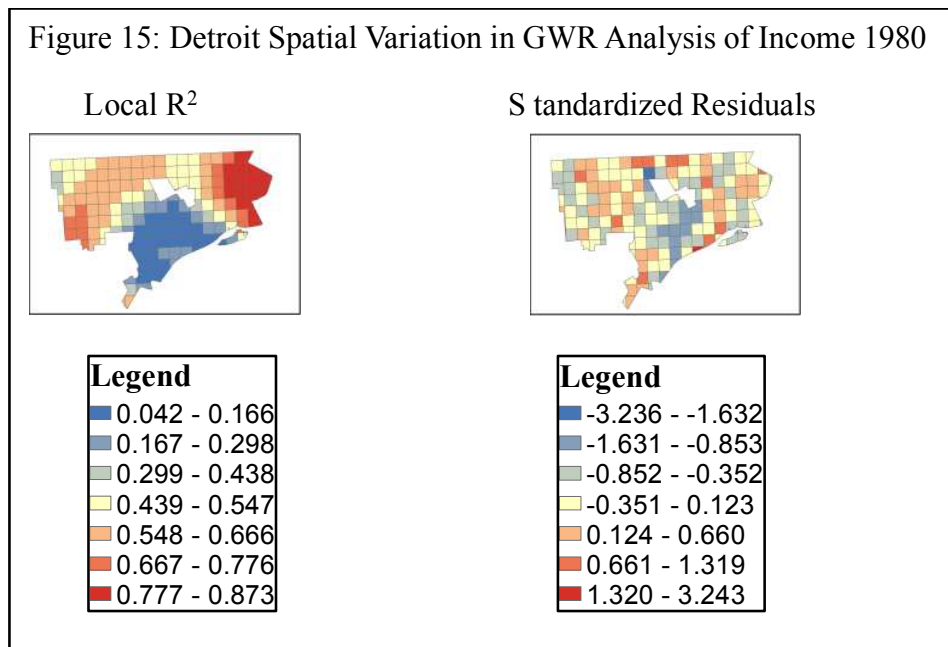 Figure 15: Detroit Spatial Variation in GWR Analysis of Income 1980
Local R²
S tandardized Residuals
Legend
0.042 - 0.166
0.167 - 0.298
0.299 - 0.438
0.439 - 0.547
0.548 - 0.666
0.667 - 0.776
0.777 - 0.873
Legend
-3.236 - -1.632
-1.631 - -0.853
-0.852 - -0.352
-0.351 - 0.123
0.124 - 0.660
0.661 - 1.319
1.320 - 3.243